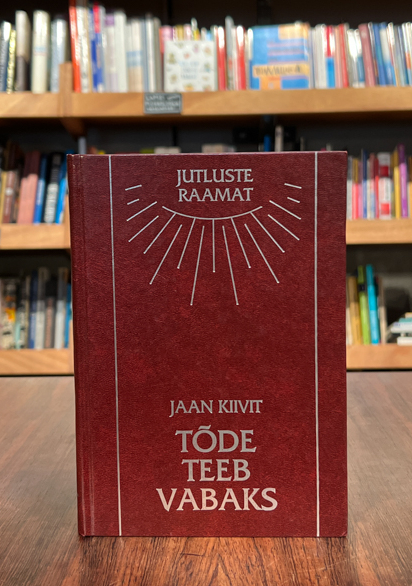 JUTLUSTE
RAAMAT
JAAN KIIVIT
TÕDE
TEEB
VABAKS